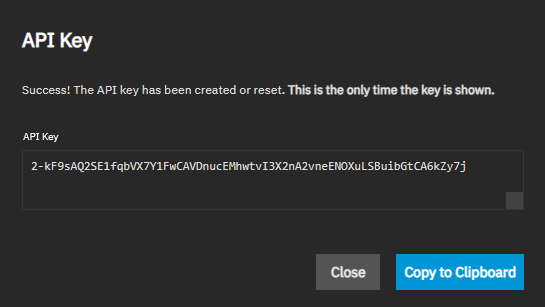 API Key
Success! The API key has been created or reset. This is the only time the key is shown.
API Key
2-kF9sAQ2SE1fqbVX7Y1FwCAVDnucEMhwtvI3X2nA2vneENOXuLSBuibGtCA6kZy7j
Close
Copy to Clipboard